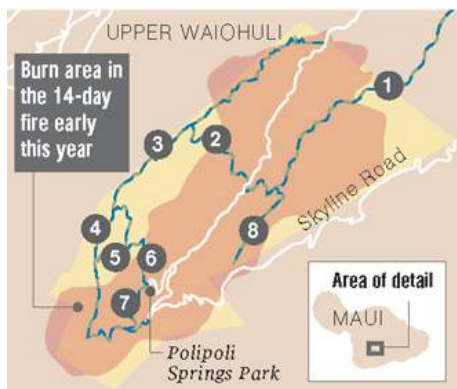 UPPER WAIOHULI
Burn area in
the 14-day
fire early
this year
1
3
2
Skyline Road
4
8
5
6
7
Area of detail
MAUI
Polipoli
Springs Park